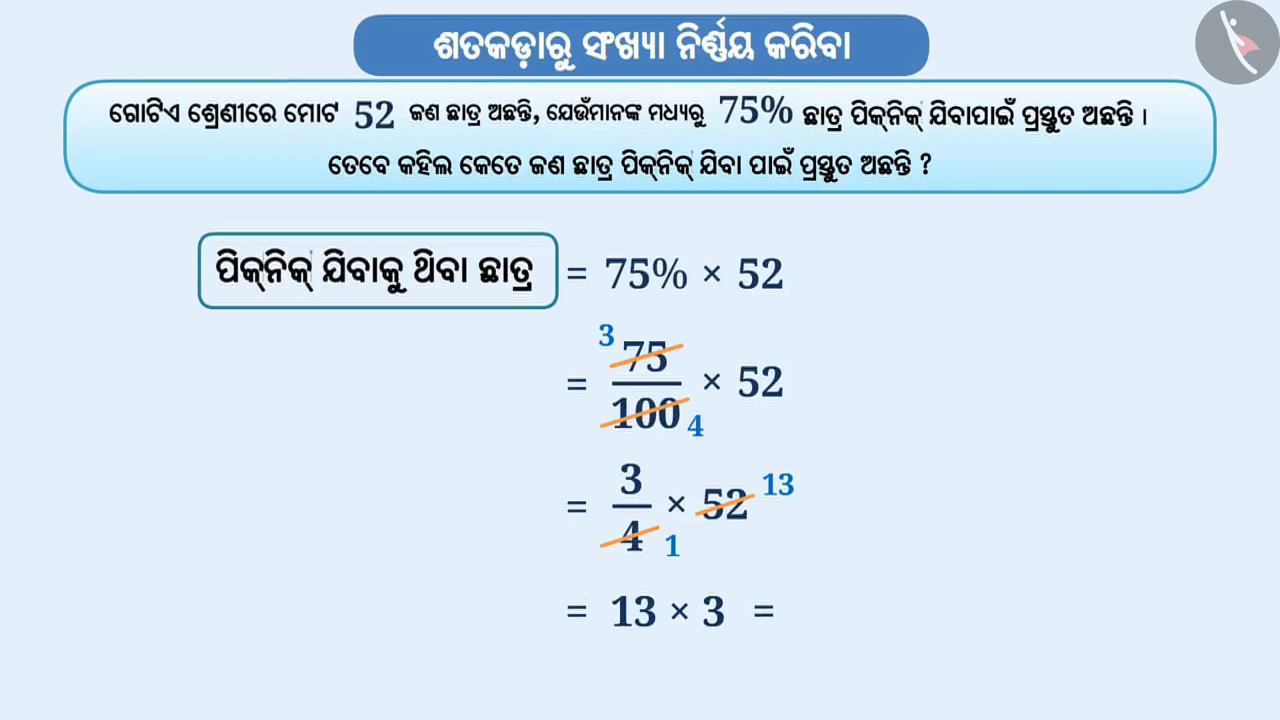 ଶତକଡ଼ାରୁ ସଂଖ୍ୟା ନିର୍ଣ୍ଣୟ କରିବା
ଗୋଟିଏ ଶ୍ରେଣୀରେ ମୋଟ 52 ଜଣ ଛାତ୍ର ଅଛନ୍ତି, ଯେଉଁମାନଙ୍କ ମଧ୍ୟରୁ 75% ଛାତ୍ର ପିକ୍‌ନିକ୍ ଯିବାପାଇଁ ପ୍ରସ୍ତୁତ ଅଛନ୍ତି ।
ତେବେ କହିଲ କେତେ ଜଣ ଛାତ୍ର ପିକ୍‌ନିକ୍ ଯିବା ପାଇଁ ପ୍ରସ୍ତୁତ ଅଛନ୍ତି ?
ପିକ୍‌ନିକ୍ ଯିବାକୁ ଥିବା ଛାତ୍ର = 75% × 52
3
75
= × 52
100 4
3
= × 52 13
4 1
= 13 × 3 =